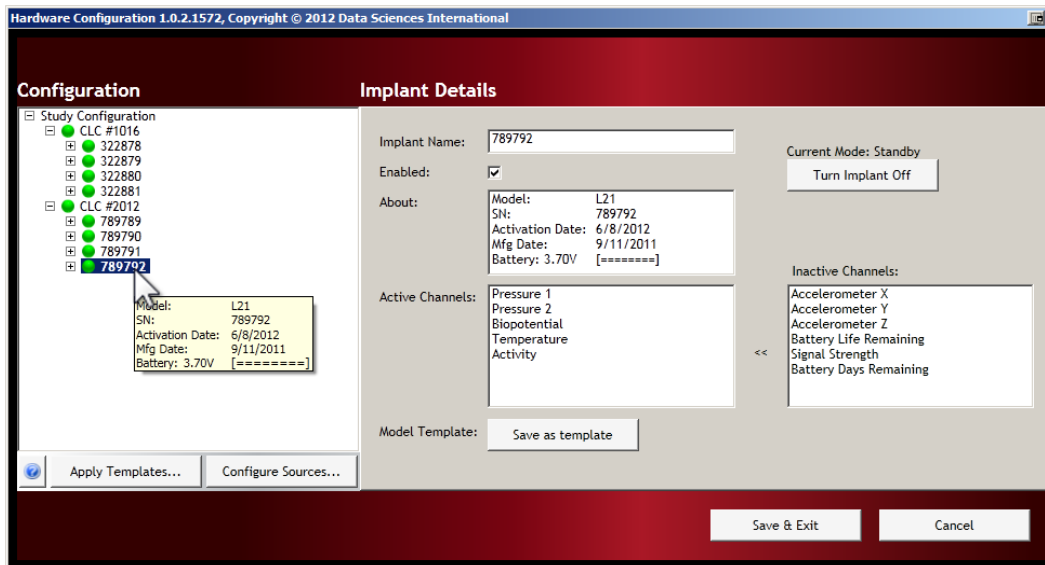 Hardware Configuration 1.0.2.1572, Copyright © 2012 Data Sciences International
Configuration
Study Configuration
CLC #1016
322878
322879
322880
322881
CLC #2012
789789
789790
789791
789792
Model: L21
SN: 789792
Activation Date: 6/8/2012
Mfg Date: 9/11/2011
Battery: 3.70V [========]
Apply Templates...
Configure Sources...
Implant Details
Implant Name: 789792
Enabled:
About:
Model: L21
SN: 789792
Activation Date: 6/8/2012
Mfg Date: 9/11/2011
Battery: 3.70V [========]
Current Mode: Standby
Turn Implant Off
Active Channels:
Pressure 1
Pressure 2
Biopotential
Temperature
Activity
<<
Inactive Channels:
Accelerometer X
Accelerometer Y
Accelerometer Z
Battery Life Remaining
Signal Strength
Battery Days Remaining
Model Template:
Save as template
Save & Exit
Cancel